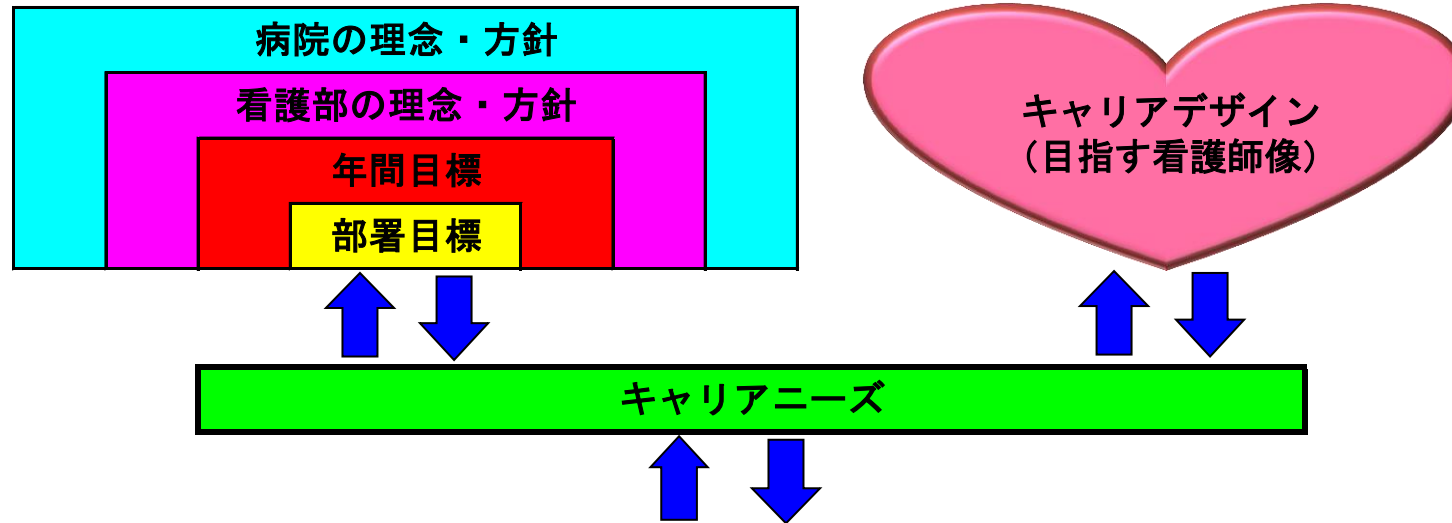 病院の理念・方針
看護部の理念・方針
年間目標
部署目標
キャリアデザイン
（目指す看護師像）
キャリアニーズ